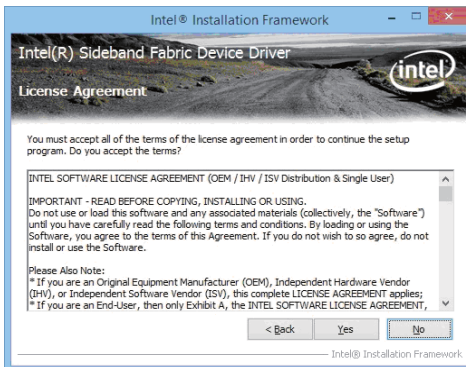 Intel® Installation Framework
Intel(R) Sideband Fabric Device
Driver
License Agreement
intel
You must accept all of the terms of the license agreement in order to continue the setup
program. Do you accept the terms?
INTEL SOFTWARE LICENSE AGREEMENT (OEM / IHV / ISV Distribution & Single User)
IMPORTANT - READ BEFORE COPYING, INSTALLING OR USING.
Do not use or load this software and any associated materials (collectively, the "Software")
until you have carefully read the following terms and conditions. By loading or using the
Software, you agree to the terms of this Agreement. If you do not wish to so agree, do not
install or use the Software.
Please Also Note:
* If you are an Original Equipment Manufacturer (OEM), Independent Hardware Vendor
(IHV), or Independent Software Vendor (ISV), this complete LICENSE AGREEMENT applies;
* If you are an End-User, then only Exhibit A, the INTEL SOFTWARE LICENSE AGREEMENT,
< Back Yes No
Intel® Installation Framework